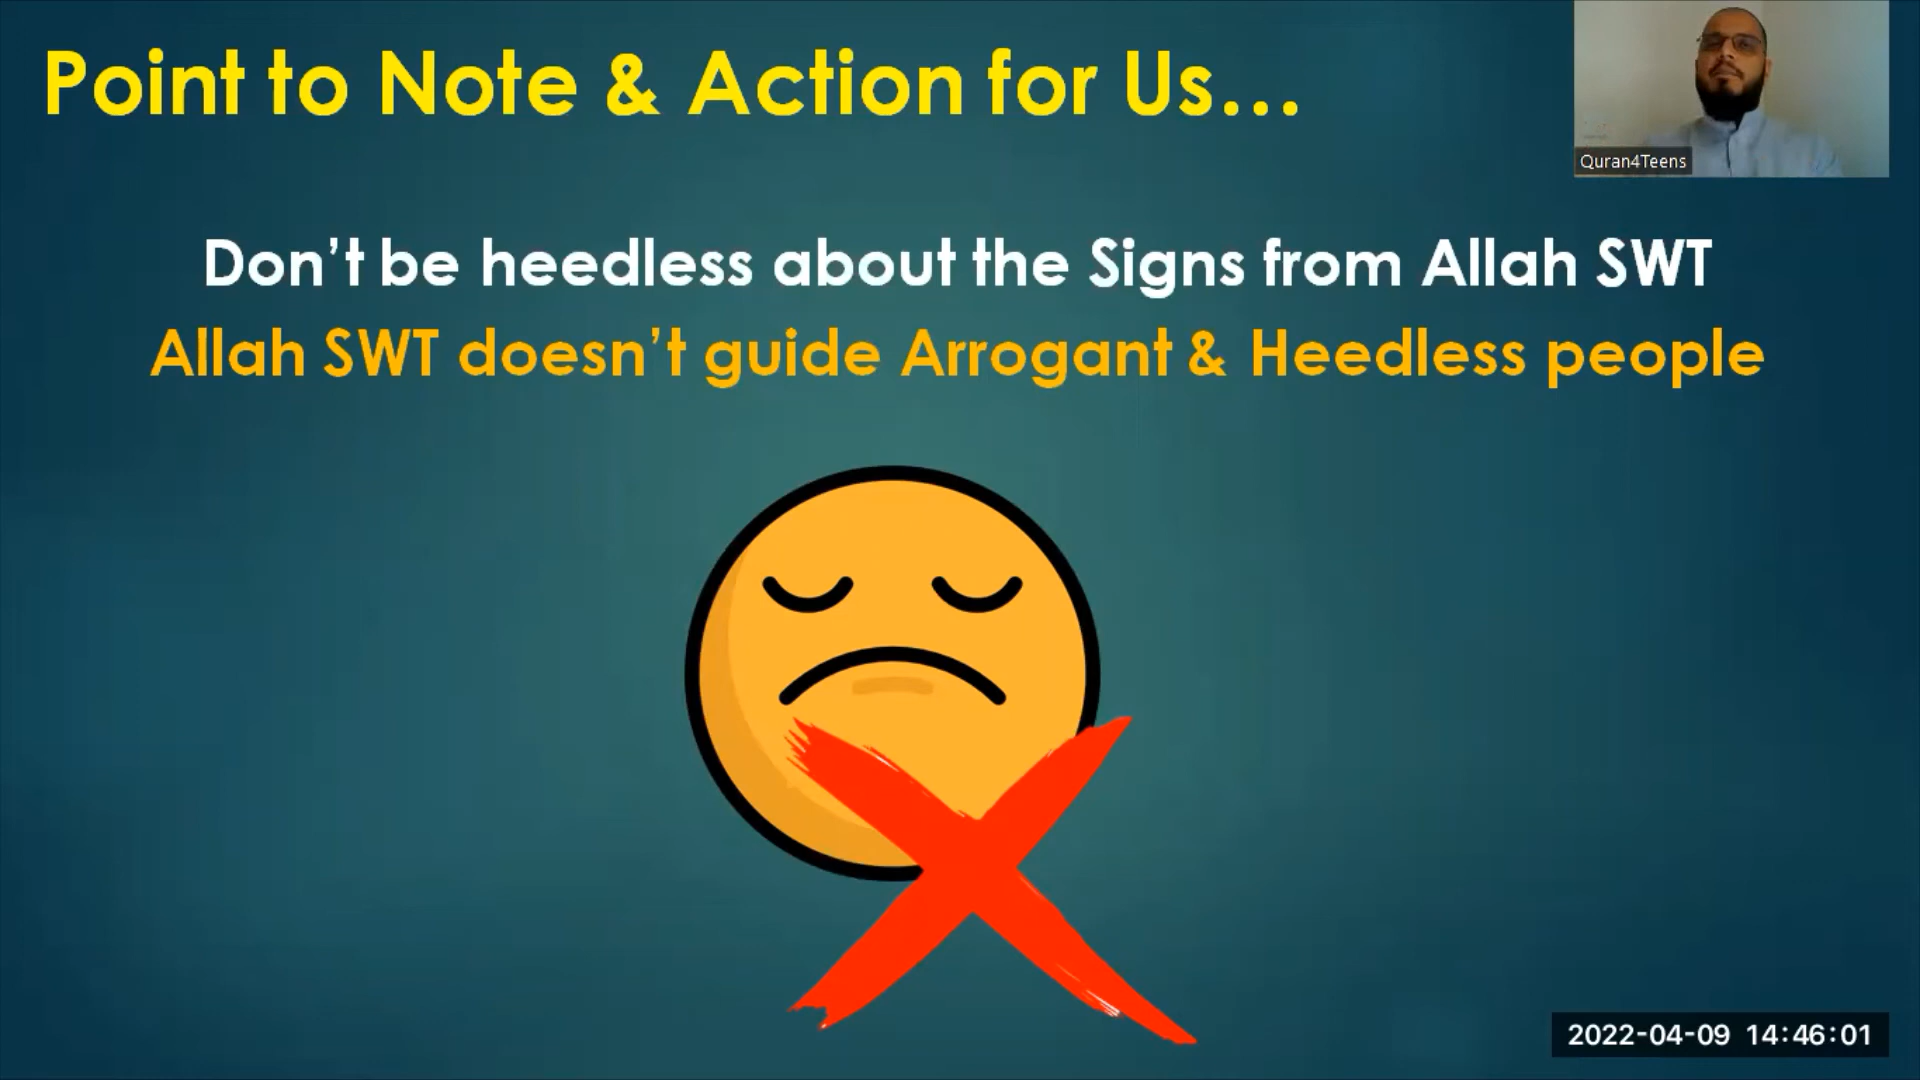 Point to Note & Action for Us...
Quran4Teens
Don't be heedless about the Signs from Allah SWT
Allah SWT doesn't guide Arrogant & Heedless people
2022-04-09 14:46:01